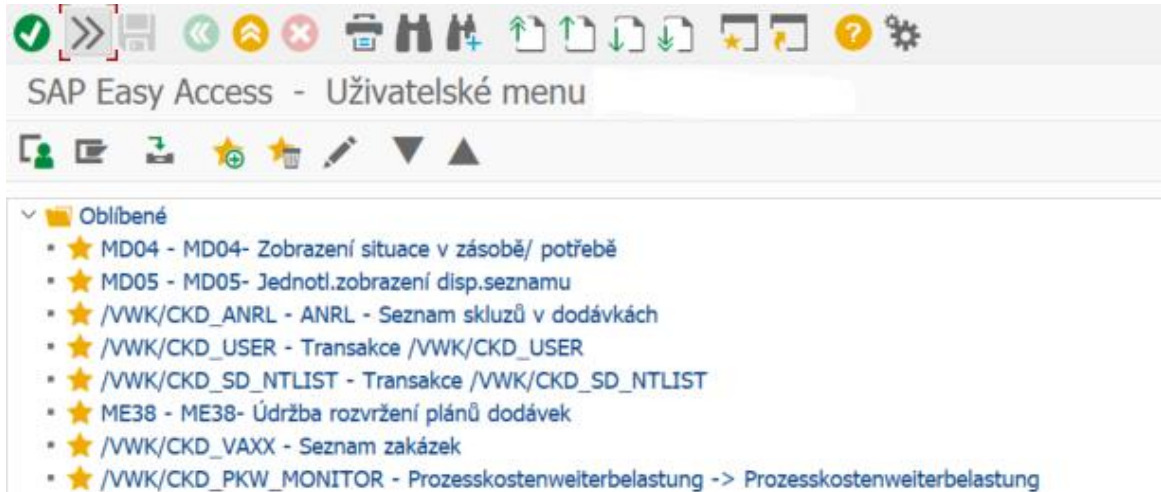 SAP Easy Access - Uživatelské menu
Oblíbené
MD04 - MD04- Zobrazení situace v zásobě/ potřebě
MD05 - MD05- Jednotl.zobrazení disp.seznamu
/VWK/CKD_ANRL - ANRL - Seznam skluzů v dodávkách
/VWK/CKD_USER - Transakce /VWK/CKD_USER
/VWK/CKD_SD_NTLIST - Transakce /VWK/CKD_SD_NTLIST
ME38 - ME38- Údržba rozvržení plánů dodávek
/VWK/CKD_VAXX - Seznam zakázek
/VWK/CKD_PKW_MONITOR - Prozesskostenweiterbelastung -> Prozesskostenweiterbelastung